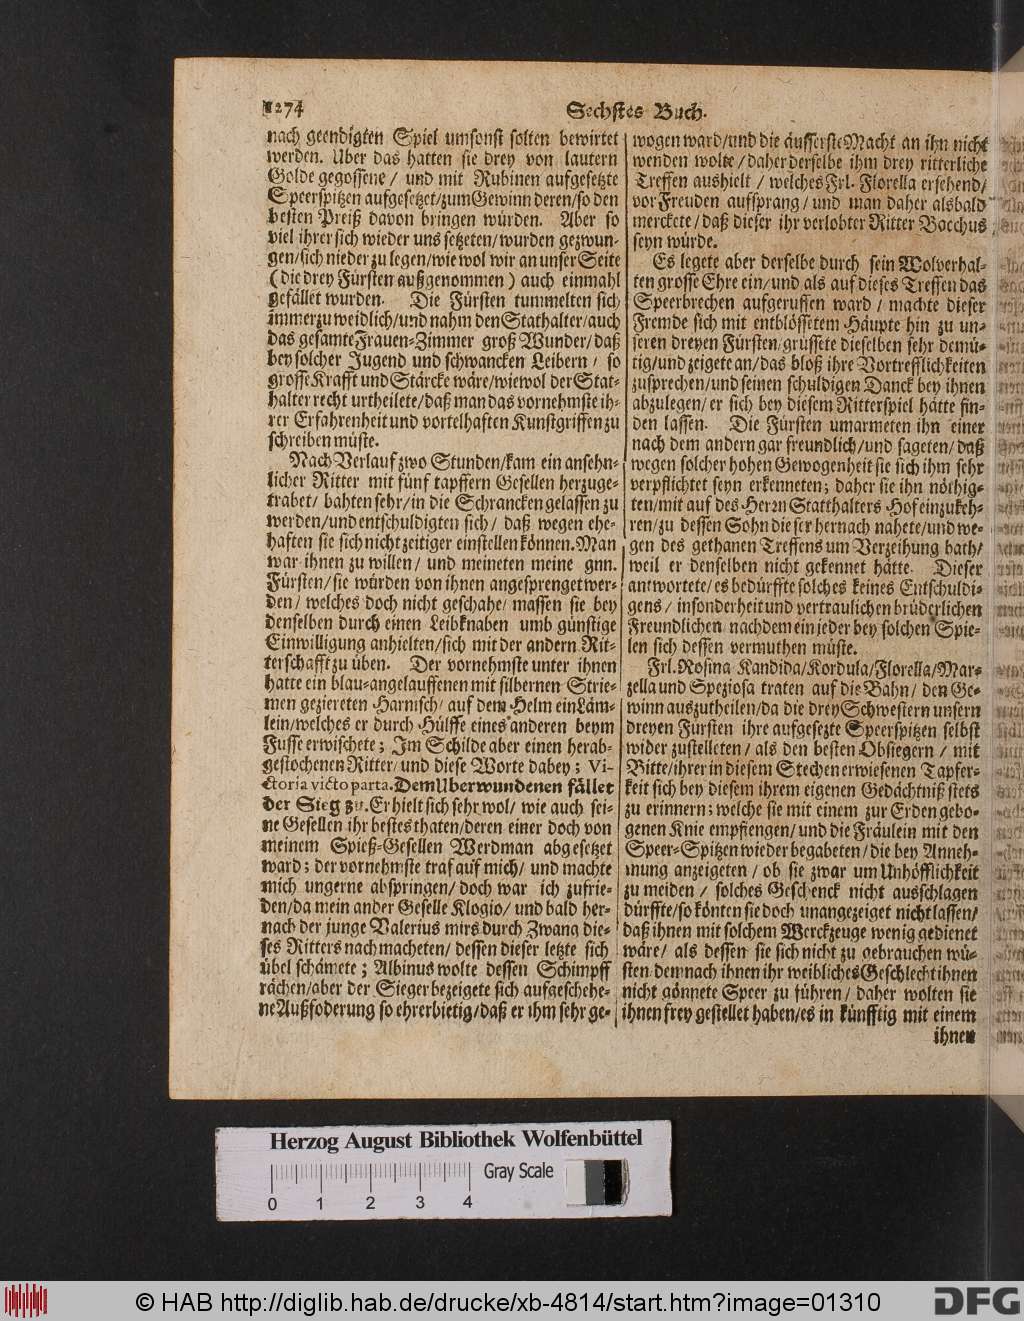 1274
Sechstes Buch.
nach geendigten Spiel umsonst solten bewirtet
werden. Uber das hatten sie drey von lautern
Golde gegossene / und mit Rubinen aufgesetzte
Speerspitzen aufgesetzet / zum Gewinn deren / so den
besten Preiß davon bringen würden. Aber so
viel ihrer sich wieder uns setzeten / wurden gezwun-
gen / sich nieder zu legen / wie wol wir an unser Seite
(die drey Fürsten außgenommen) auch einmahl
gefället wurden. Die Fürsten tummelten sich
immerzu weidlich / und nahm den Stathalter / auch
das gesamte Frauen-Zimmer groß Wunder / daß
bey solcher Jugend und schwancken Leibern / so
grosse Krafft und Stärcke wäre / wiewol der Stat-
halter recht urtheilete / daß man das vornehmste ih-
rer Erfahrenheit und vortelhaften Kunstgriffen zu
schreiben müste.
Nach Verlauf zwo Stunden / kam ein ansehn-
licher Ritter mit fünf tapffern Gesellen herzuge-
trabet / bahten sehr / in die Schrancken gelassen zu
werden / und entschuldigten sich / daß wegen ehe-
haften sie sich nicht zeitiger einstellen können. Man
war ihnen zu willen / und meineten meine gnn.
Fürsten / sie würden von ihnen angesprenget wer-
den / welches doch nicht geschahe / massen sie bey
denselben durch einen Leibknaben umb günstige
Einwilligung anhielten / sich mit der andern Rit-
terschafft zu üben. Der vornehmste unter ihnen
hatte ein blau-angelauffenen mit silbernen Strie-
men geziereten Harnisch / auf dem Helm ein Läm-
lein / welches er durch Hülffe eines anderen beym
Fusse erwischete ; Im Schilde aber einen herab-
gestochenen Ritter / und diese Worte dabey ; Vi-
ctoria victo parta. Dem Uberwundenen fället
der Sieg zu. Er hielt sich sehr wol / wie auch sei-
ne Gesellen ihr bestes thaten / deren einer doch von
meinem Spieß-Gesellen Werdman abgesetzet
ward ; der vornehmste traf auf mich / und machte
mich ungerne abspringen / doch war ich zufrie-
den / da mein ander Geselle Klogio / und bald her-
nach der junge Valerius mirs durch Zwang die-
ses Ritters nachmacheten / dessen dieser letzte sich
übel schämete ; Albinus wolte dessen Schimpff
rächen / aber der Sieger bezeigete sich auf geschehe-
ne Außfoderung so ehrerbietig / daß er ihm sehr ge-
wogen ward / und die äusserste Macht an ihn nicht
wenden wolte / daher derselbe ihm drey ritterliche
Treffen aushielt / welches Frl. Florella ersehend /
vor Freuden aufsprang / und man daher alsbald
merckete / daß dieser ihr verlobter Ritter Bocchus
seyn würde.
Es legete aber derselbe durch sein Wolverhal-
ten grosse Ehre ein / und als auf dieses Treffen das
Speerbrechen aufgeruffen ward / machte dieser
Fremde sich mit entblössetem Häupte hin zu un-
seren dreyen Fürsten / grüssete dieselben sehr demü-
tig / und zeigete an / das bloß ihre Vortrefflichkeiten
zusprechen / und seinen schuldigen Danck bey ihnen
abzulegen / er sich bey diesem Ritterspiel hätte fin-
den lassen. Die Fürsten umarmeten ihn einer
nach dem andern gar freundlich / und sageten / daß
wegen solcher hohen Gewogenheit sie sich ihm sehr
verpflichtet seyn erkenneten ; daher sie ihn nöthig-
ten / mit auf des Herrn Statthalters Hof einzukeh-
ren / zu dessen Sohn dieser hernach nahete / und we-
gen des gethanen Treffens um Verzeihung bath /
weil er denselben nicht gekennet hätte. Dieser
antwortete / es bedürffte solches keines Entschuldi-
gens / insonderheit und vertraulichen brüderlichen
Freundlichen nachdem ein jeder bey solchen Spie-
len sich dessen vermuthen müste.
Frl. Rosina Kandida / Kordula / Florella / Mar-
zella und Speziosa traten auf die Bahn / den Ge-
winn auszutheilen / da die drey Schwestern unsern
dreyen Fürsten ihre aufgesezte Speerspitzen selbst
wider zustelleten / als den besten Obsiegern / mit
Bitte / ihrer in diesem Stechen erwiesenen Tapfer-
keit sich bey diesem ihrem eigenen Gedächtniß stets
zu erinnern ; welche sie mit einem zur Erden gebo-
genen Knie empfiengen / und die Fräulein mit den
Speer-Spitzen wieder begabeten / die bey Anneh-
mung anzeigeten / ob sie zwar um Unhöfflichkeit
zu meiden / solches Geschenck nicht ausschlagen
dürffte / so könten sie doch unangezeiget nicht lassen /
daß ihnen mit solchem Werckzeuge wenig gedienet
wäre / als dessen sie sich nicht zu gebrauchen wü-
sten demnach ihnen ihr weibliches Geschlecht ihnen
nicht gönnete Speer zu führen / daher wolten sie
ihnen frey gestellet haben / es in künfftig mit einem
ihnen
Herzog August Bibliothek Wolfenbüttel
Gray Scale
0 1 2 3 4
© HAB http://diglib.hab.de/drucke/xb-4814/start.htm?image=01310
DFG